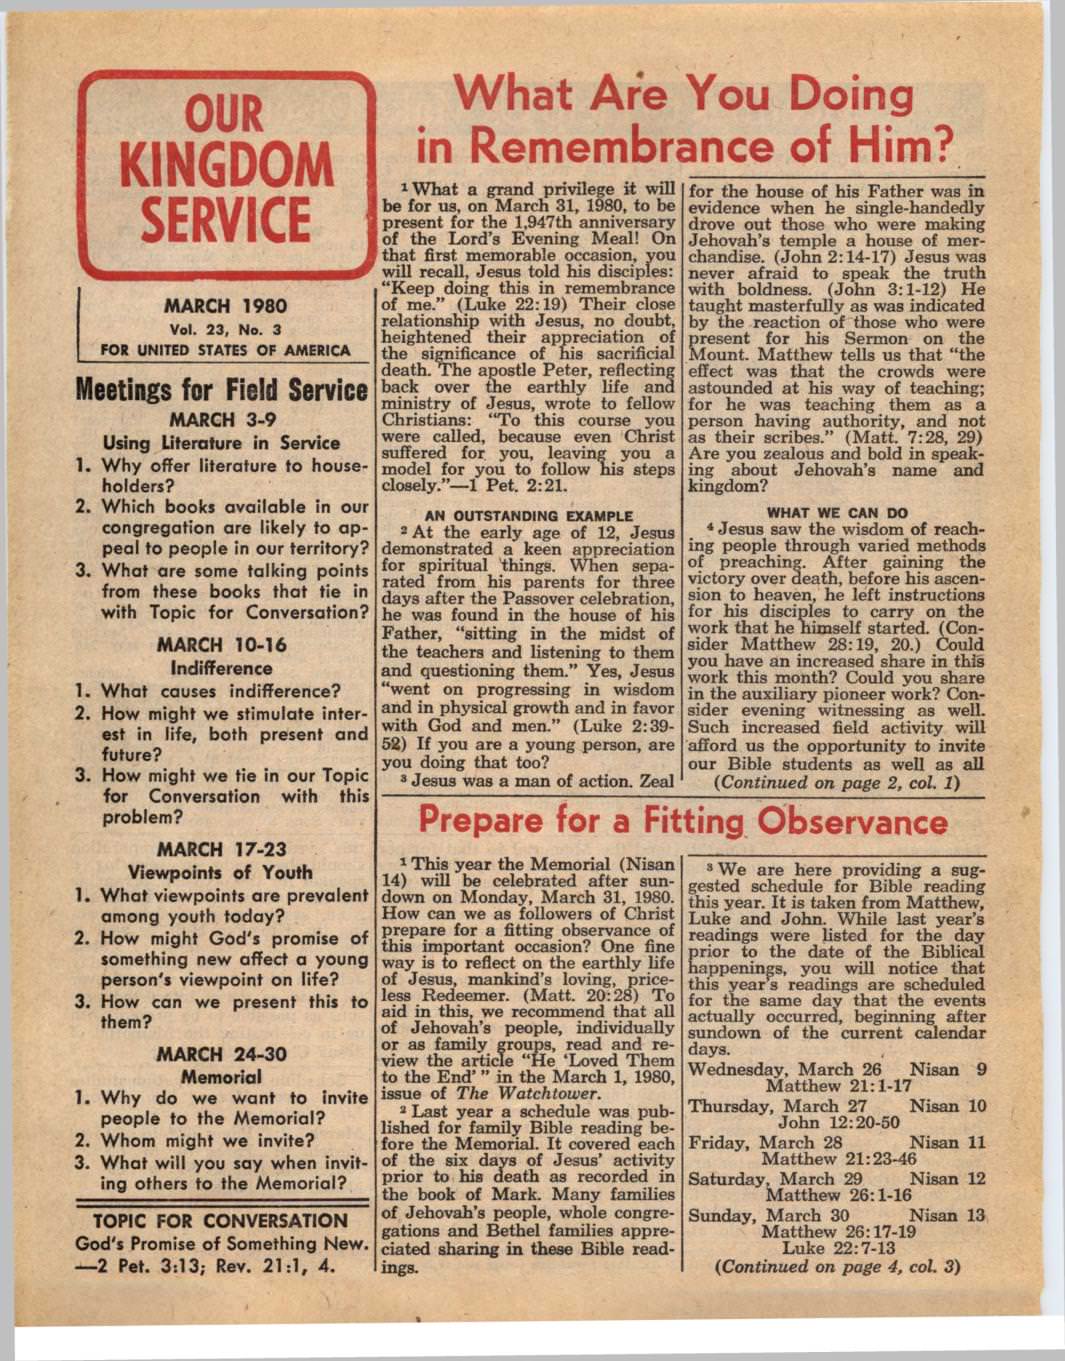 OUR
KINGDOM
SERVICE
MARCH 1980
Vol. 23, No. 3
FOR UNITED STATES OF AMERICA
Meetings for Field Service
MARCH 3-9
Using Literature in Service
1. Why offer literature to house-
holders?
2. Which books available in our
congregation are likely to ap-
peal to people in our territory?
3. What are some talking points
from these books that tie in
with Topic for Conversation?
MARCH 10-16
Indifference
1. What causes indifference?
2. How might we stimulate inter-
est in life, both present and
future?
3. How might we tie in our Topic
for Conversation with this
problem?
MARCH 17-23
Viewpoints of Youth
1. What viewpoints are prevalent
among youth today?
2. How might God's promise of
something new affect a young
person's viewpoint on life?
3. How can we present this to
them?
MARCH 24-30
Memorial
1. Why do we want to invite
people to the Memorial?
2. Whom might we invite?
3. What will you say when invit-
ing others to the Memorial?
TOPIC FOR CONVERSATION
God's Promise of Something New.
—2 Pet. 3:13; Rev. 21:1, 4.
What Are You Doing
in Remembrance of Him?
1 What a grand privilege it will
be for us, on March 31, 1980, to be
present for the 1,947th anniversary
of the Lord's Evening Meal! On
that first memorable occasion, you
will recall, Jesus told his disciples:
"Keep doing this in remembrance
of me." (Luke 22:19) Their close
relationship with Jesus, no doubt,
heightened their appreciation of
the significance of his sacrificial
death. The apostle Peter, reflecting
back over the earthly life and
ministry of Jesus, wrote to fellow
Christians: "To this course you
were called, because even Christ
suffered for you, leaving you a
model for you to follow his steps
closely."—1 Pet. 2:21.
AN OUTSTANDING EXAMPLE
2 At the early age of 12, Jesus
demonstrated a keen appreciation
for spiritual things. When sepa-
rated from his parents for three
days after the Passover celebration,
he was found in the house of his
Father, "sitting in the midst of
the teachers and listening to them
and questioning them." Yes, Jesus
"went on progressing in wisdom
and in physical growth and in favor
with God and men." (Luke 2:39-
52) If you are a young person, are
you doing that too?
3 Jesus was a man of action. Zeal
for the house of his Father was in
evidence when he single-handedly
drove out those who were making
Jehovah's temple a house of mer-
chandise. (John 2:14-17) Jesus was
never afraid to speak the truth
with boldness. (John 3:1-12) He
taught masterfully as was indicated
by the reaction of those who were
present for his Sermon on the
Mount. Matthew tells us that "the
effect was that the crowds were
astounded at his way of teaching;
for he was teaching them as a
person having authority, and not
as their scribes." (Matt. 7:28, 29)
Are you zealous and bold in speak-
ing about Jehovah's name and
kingdom?
WHAT WE CAN DO
4 Jesus saw the wisdom of reach-
ing people through varied methods
of preaching. After gaining the
victory over death, before his ascen-
sion to heaven, he left instructions
for his disciples to carry on the
work that he himself started. (Con-
sider Matthew 28:19, 20.) Could
you have an increased share in this
work this month? Could you share
in the auxiliary pioneer work? Con-
sider evening witnessing as well.
Such increased field activity will
afford us the opportunity to invite
our Bible students as well as all
(Continued on page 2, col. 1)
Prepare for a Fitting Observance
1 This year the Memorial (Nisan
14) will be celebrated after sun-
down on Monday, March 31, 1980.
How can we as followers of Christ
prepare for a fitting observance of
this important occasion? One fine
way is to reflect on the earthly life
of Jesus, mankind's loving, price-
less Redeemer. (Matt. 20:28) To
aid in this, we recommend that all
of Jehovah's people, individually
or as family groups, read and re-
view the article "He 'Loved Them
to the End' " in the March 1, 1980,
issue of The Watchtower.
2 Last year a schedule was pub-
lished for family Bible reading be-
fore the Memorial. It covered each
of the six days of Jesus' activity
prior to his death as recorded in
the book of Mark. Many families
of Jehovah's people, whole congre-
gations and Bethel families appre-
ciated sharing in these Bible read-
ings.
3 We are here providing a sug-
gested schedule for Bible reading
this year. It is taken from Matthew,
Luke and John. While last year's
readings were listed for the day
prior to the date of the Biblical
happenings, you will notice that
this year's readings are scheduled
for the same day that the events
actually occurred, beginning after
sundown of the current calendar
days.
Wednesday, March 26 Nisan 9
Matthew 21:1-17
Thursday, March 27 Nisan 10
John 12:20-50
Friday, March 28 Nisan 11
Matthew 21:23-46
Saturday, March 29 Nisan 12
Matthew 26:1-16
Sunday, March 30 Nisan 13
Matthew 26:17-19
Luke 22:7-13
(Continued on page 4, col. 3)